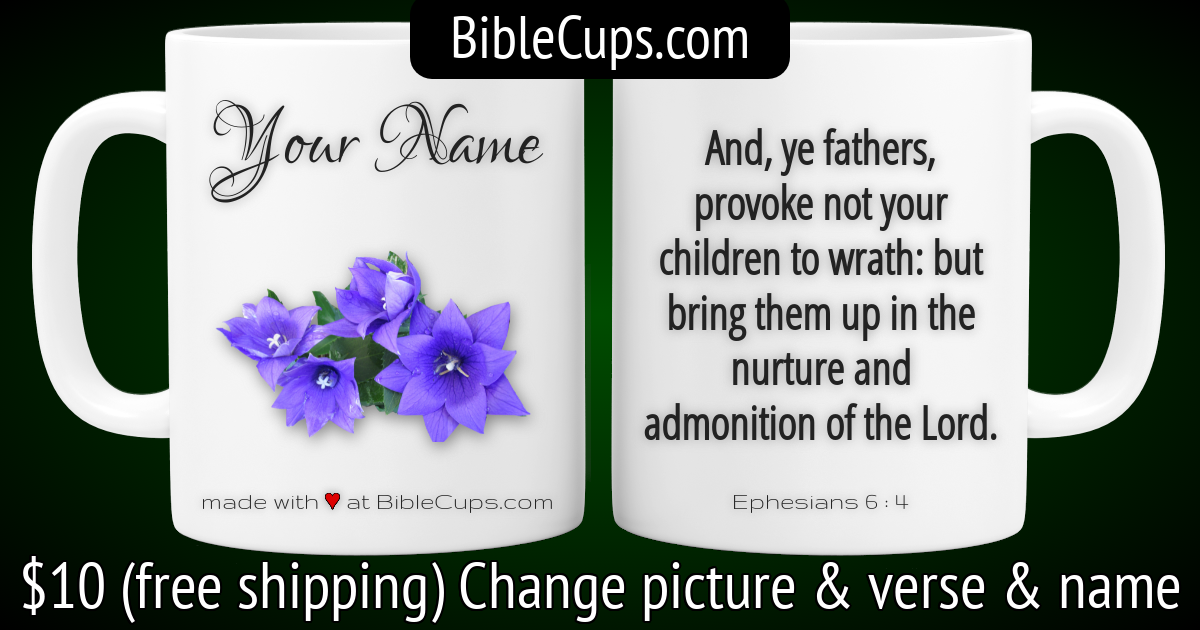 BibleCups.com
Your Name
made with ♥ at BibleCups.com
And, ye fathers,
provoke not your
children to wrath: but
bring them up in the
nurture and
admonition of the Lord.
Ephesians 6 : 4
$10 (free shipping) Change picture & verse & name